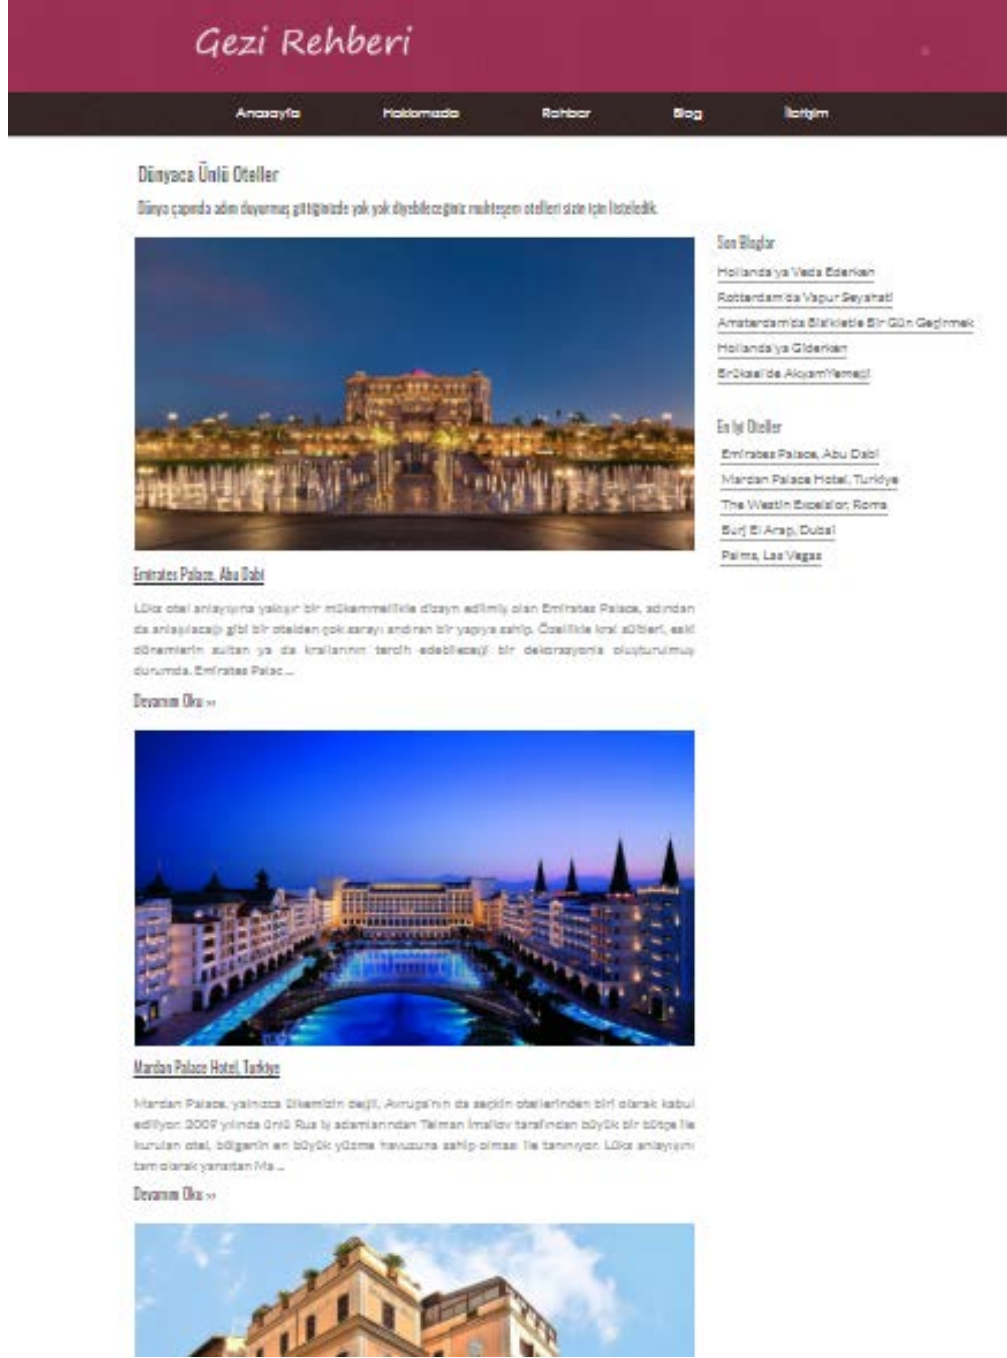 Gezi Rehberi
Anasayfa Hakkımızda Rehber Blog İletişim
Dünyaca Ünlü Oteller
Dünya çapında adını duyurmuş gittiğinizde yok yok diyebileceğiniz muhteşem otelleri sizin için listeledik.
Emirates Palace, Abu Dabi
Lüks otel anlayışına yakışır bir mükemmellikle dizayn edilmiş olan Emirates Palace, adından
da anlaşılacağı gibi bir otelden çok sarayı andıran bir yapıya sahip. Özellikle kral süitleri, eski
dönemlerin sultan ya da krallarının tercih edebileceği bir dekorasyonla oluşturulmuş
durumda. Emirates Palac ...
Devamını Oku »
Mardan Palace Hotel, Turkiye
Mardan Palace, yalnızca ülkemizin değil, Avrupa'nın da seçkin otellerinden biri olarak kabul
ediliyor. 2009 yılında ünlü Rus iş adamlarından Telman İmailov tarafından büyük bir bütçe ile
kurulan otel, bölgenin en büyük yüzme havuzuna sahip olması ile tanınıyor. Lüks anlayışını
tam olarak yansıtan Ma ...
Devamını Oku »
Son Bloglar
Hollanda'ya Veda Ederken
Rotterdam'da Vapur Seyahati
Amsterdam'da Bisikletle Bir Gün Geçirmek
Hollanda'ya Giderken
Brüksel'de AkşamYemeği
En İyi Oteller
Emirates Palace, Abu Dabi
Mardan Palace Hotel, Turkiye
The Westin Excelsior, Roma
Burj El Arap, Dubai
Palms, Las Vegas